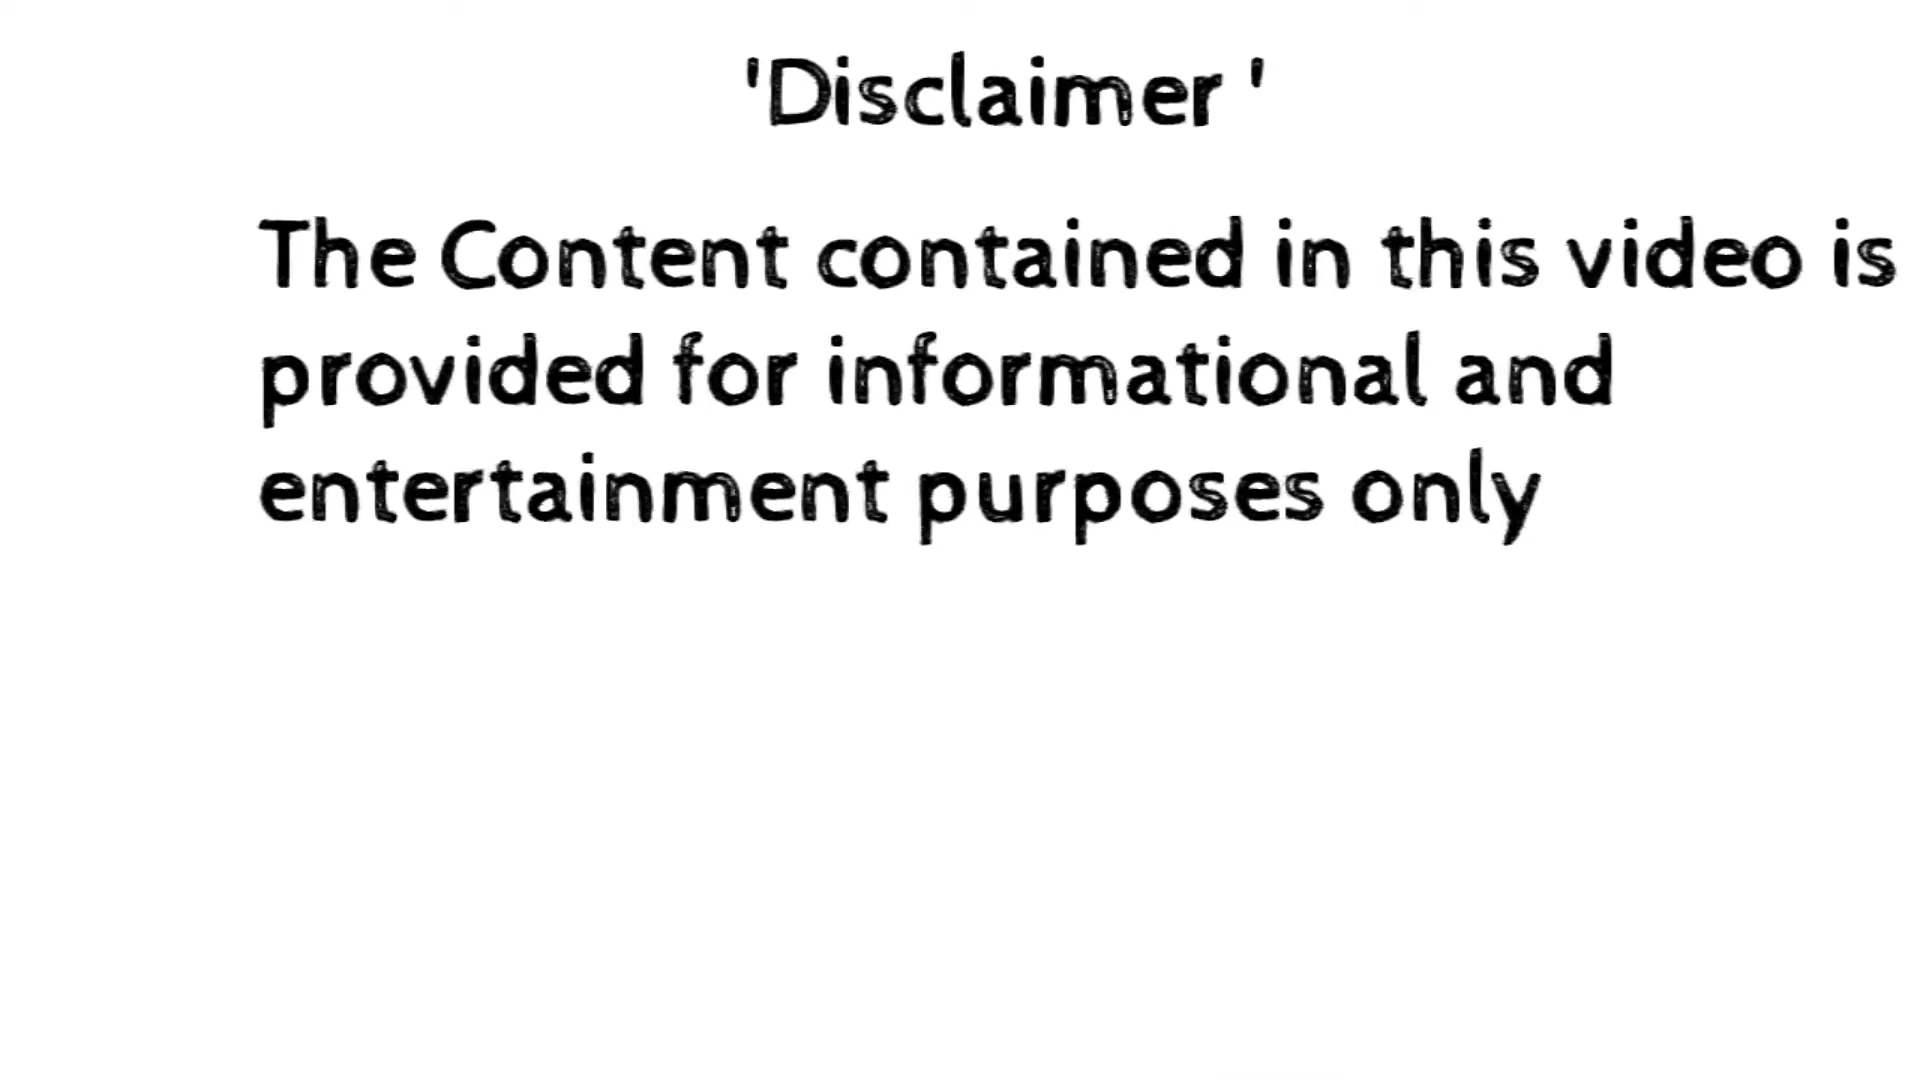 'Disclaimer '
The Content contained in this video is
provided for informational and
entertainment purposes only